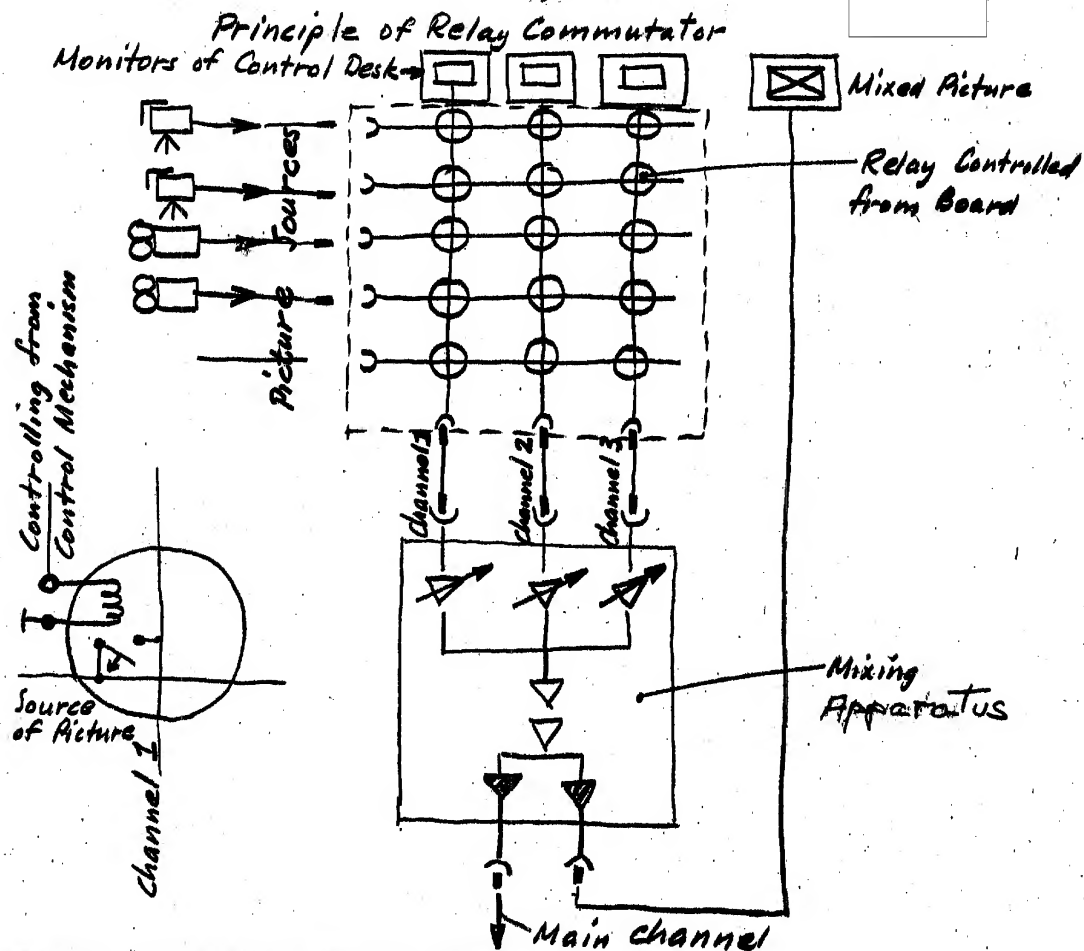 Principle of Relay Commutator
Monitors of Control Desk
Mixed Picture
Relay Controlled
from Board
Picture Sources
Controlling from
Control Mechanism
Channel 1
Channel 2
Channel 3
Source
of Picture
Channel 1
Mixing
Apparatus
Main channel